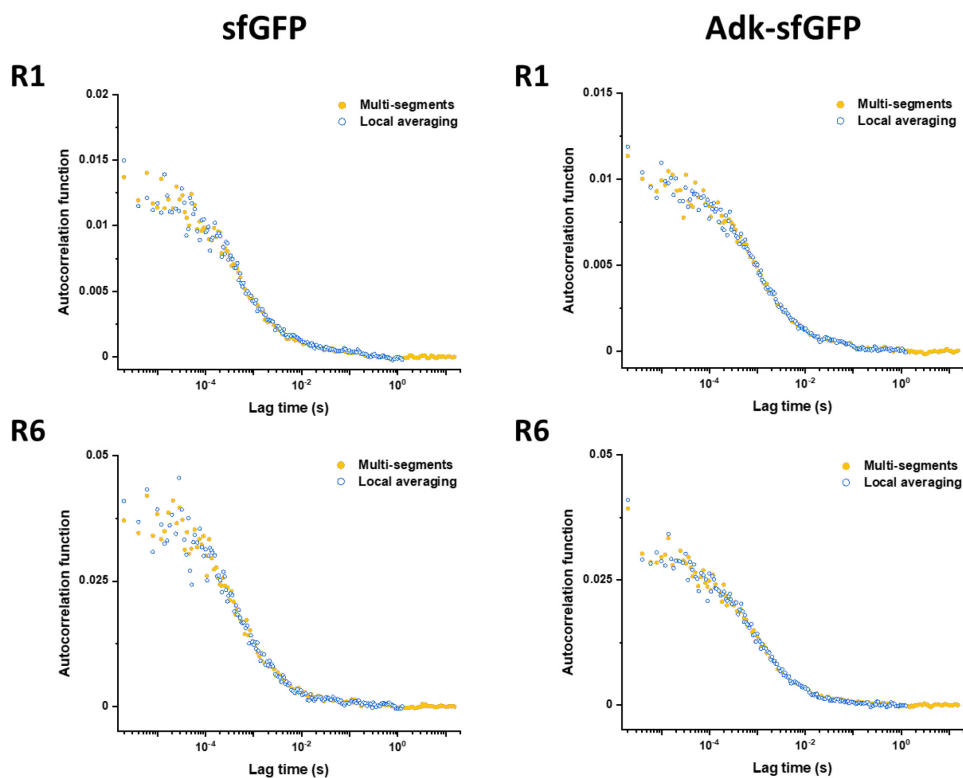 sfGFP
Adk-sfGFP
R1
0.02
0.015
0.01
0.005
0
Autocorrelation function
Multi-segments
Local averaging
10-4
10-2
100
Lag time (s)
R1
0.015
0.01
0.005
0
Autocorrelation function
Multi-segments
Local averaging
10-4
10-2
100
Lag time (s)
R6
0.05
0.025
0
Autocorrelation function
Multi-segments
Local averaging
10-4
10-2
100
Lag time (s)
R6
0.05
0.025
0
Autocorrelation function
Multi-segments
Local averaging
10-4
10-2
100
Lag time (s)